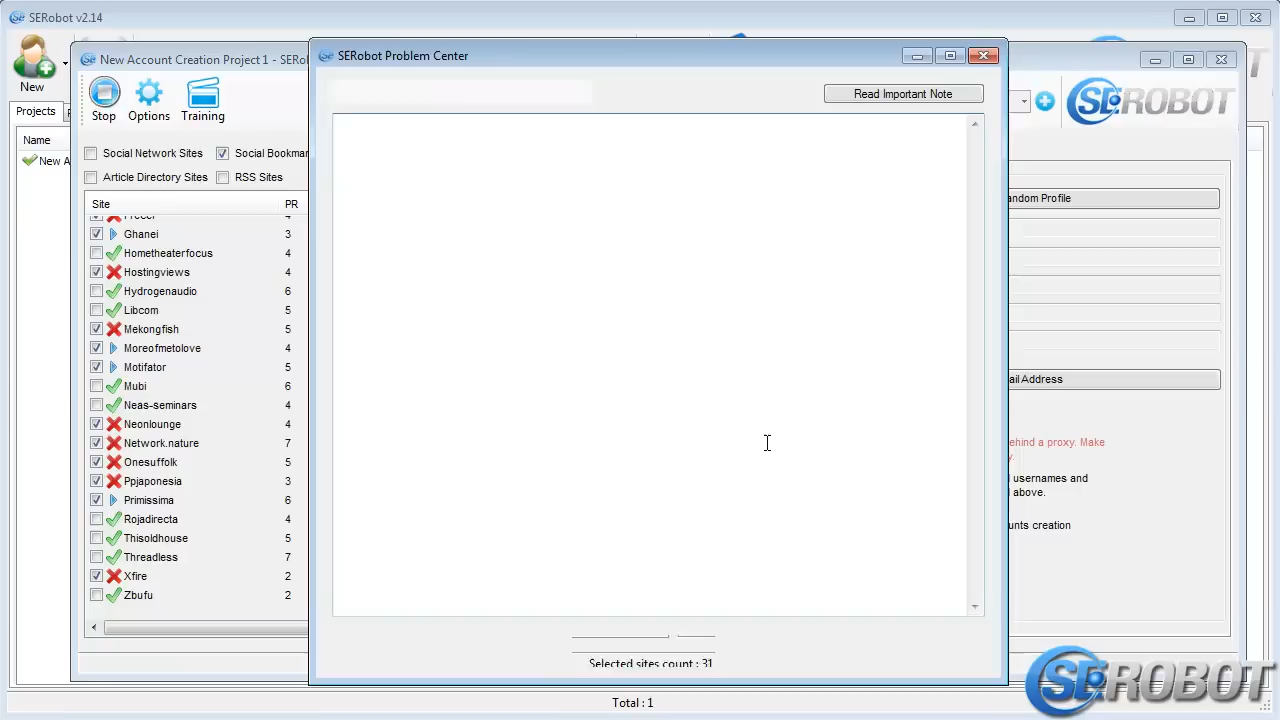 SERobot v2.14
New Account Creation Project 1 - SERo
SERobot Problem Center
New
Stop
Options
Training
Read Important Note
SEROBOT
Projects
Name
New A
Social Network Sites
Social Bookmar
Article Directory Sites
RSS Sites
Site PR
Ghanei 3
Hometheaterfocus 4
Hostingviews 4
Hydrogenaudio 6
Libcom 5
Mekongfish 5
Moreofmetolove 4
Motifator 5
Mubi 6
Neas-seminars 4
Neonlounge 4
Network.nature 7
Onesuffolk 5
Ppjaponesia 3
Primissima 6
Rojadirecta 4
Thisoldhouse 5
Threadless 7
Xfire 2
Zbufu 2
andom Profile
ail Address
ehind a proxy. Make
y.
l usernames and
l above.
unts creation
Selected sites count : 31
Total : 1
SEROBOT